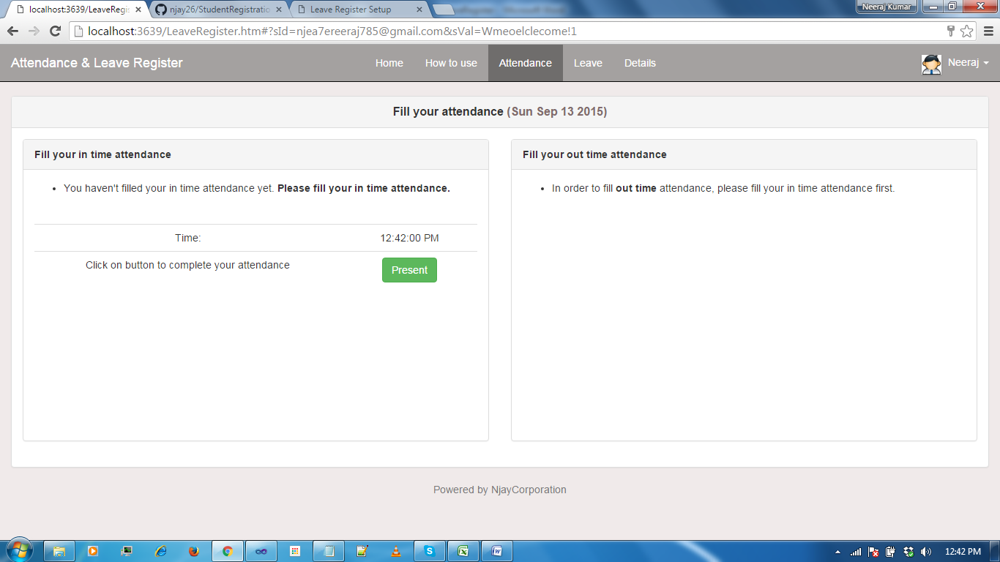 localhost:3639/LeaveRegis
njay26/StudentRegistratio
Leave Register Setup
Neeraj Kumar
localhost:3639/LeaveRegister.htm#?sId=njea7ereeraj785@gmail.com&sVal=Wmeoelclecome!1
Attendance & Leave Register
Home
How to use
Attendance
Leave
Details
Neeraj
Fill your attendance (Sun Sep 13 2015)
Fill your in time attendance
• You haven't filled your in time attendance yet. Please fill your in time attendance.
Time:
12:42:00 PM
Click on button to complete your attendance
Present
Fill your out time attendance
• In order to fill out time attendance, please fill your in time attendance first.
Powered by NjayCorporation
12:42 PM